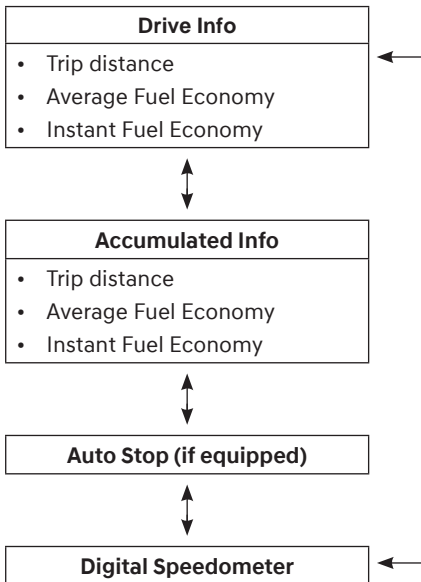 Drive Info
• Trip distance
• Average Fuel Economy
• Instant Fuel Economy
Accumulated Info
• Trip distance
• Average Fuel Economy
• Instant Fuel Economy
Auto Stop (if equipped)
Digital Speedometer